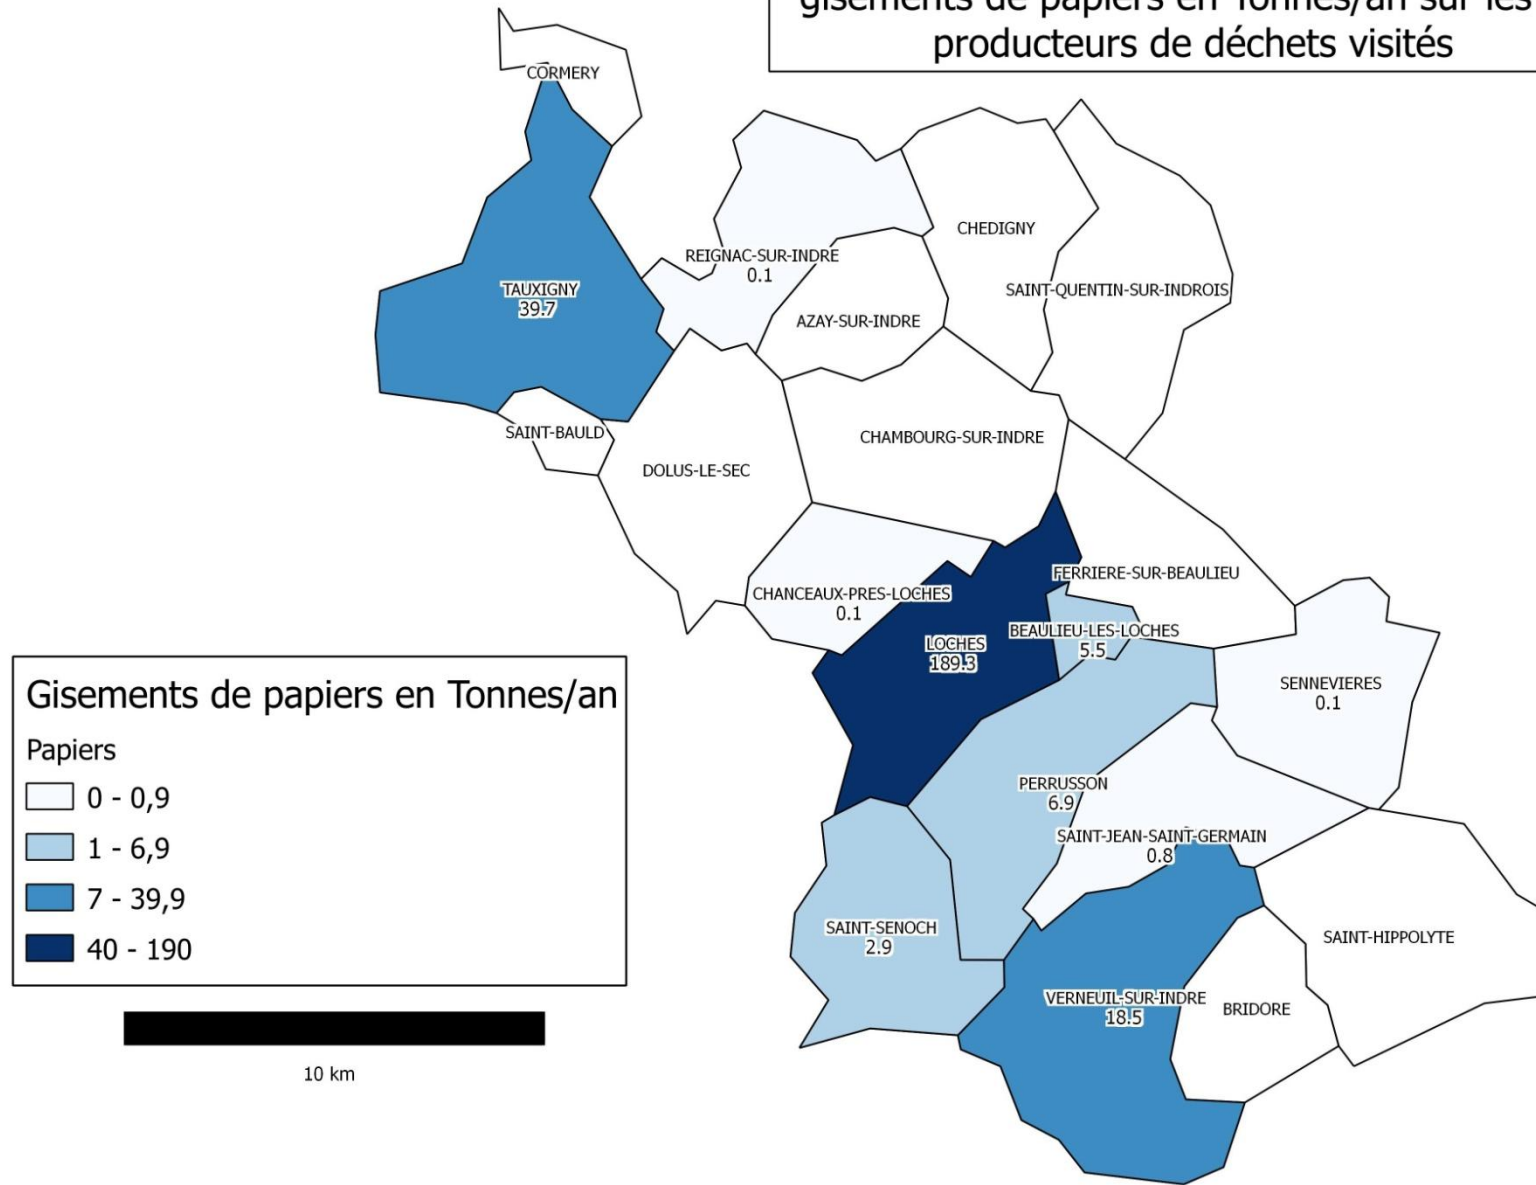 gisements de papiers en Tonnes/an sur les
producteurs de déchets visités
CORMERY
CHEDIGNY
REIGNAC-SUR-INDRE
0.1
TAUXIGNY
39.7
SAINT-QUENTIN-SUR-INDROIS
AZAY-SUR-INDRE
SAINT-BAULD
CHAMBOURG-SUR-INDRE
DOLUS-LE-SEC
FERRIERE-SUR-BEAULIEU
CHANCEAUX-PRES-LOCHES
0.1
BEAULIEU-LES-LOCHES
5.5
LOCHES
189.3
SENNEVIERES
0.1
PERRUSSON
6.9
SAINT-JEAN-SAINT-GERMAIN
0.8
SAINT-SENOCH
2.9
SAINT-HIPPOLYTE
VERNEUIL-SUR-INDRE
18.5
BRIDORE
Gisements de papiers en Tonnes/an
Papiers
0 - 0,9
1 - 6,9
7 - 39,9
40 - 190
10 km